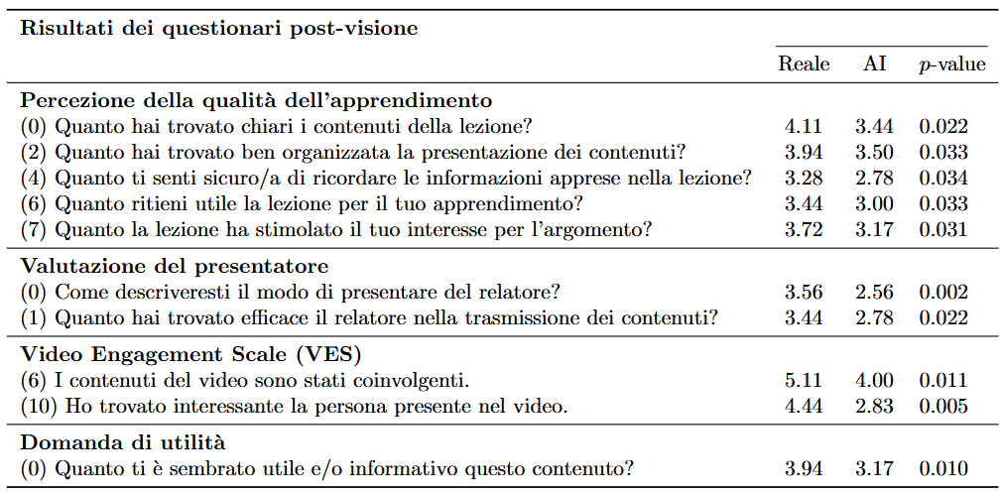 Risultati dei questionari post-visione
Reale AI p-value
Percezione della qualità dell'apprendimento
(0) Quanto hai trovato chiari i contenuti della lezione? 4.11 3.44 0.022
(2) Quanto hai trovato ben organizzata la presentazione dei contenuti? 3.94 3.50 0.033
(4) Quanto ti senti sicuro/a di ricordare le informazioni apprese nella lezione? 3.28 2.78 0.034
(6) Quanto ritieni utile la lezione per il tuo apprendimento? 3.44 3.00 0.033
(7) Quanto la lezione ha stimolato il tuo interesse per l'argomento? 3.72 3.17 0.031
Valutazione del presentatore
(0) Come descriveresti il modo di presentare del relatore? 3.56 2.56 0.002
(1) Quanto hai trovato efficace il relatore nella trasmissione dei contenuti? 3.44 2.78 0.022
Video Engagement Scale (VES)
(6) I contenuti del video sono stati coinvolgenti. 5.11 4.00 0.011
(10) Ho trovato interessante la persona presente nel video. 4.44 2.83 0.005
Domanda di utilità
(0) Quanto ti è sembrato utile e/o informativo questo contenuto? 3.94 3.17 0.010